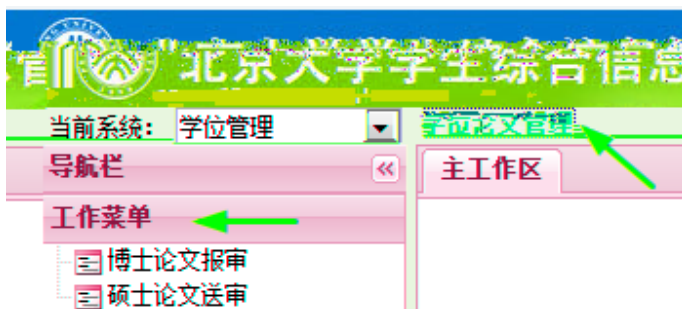 北京大学学生综合信息
当前系统： 学位管理 学位论文管理
导航栏 主工作区
工作菜单
博士论文报审
硕士论文送审